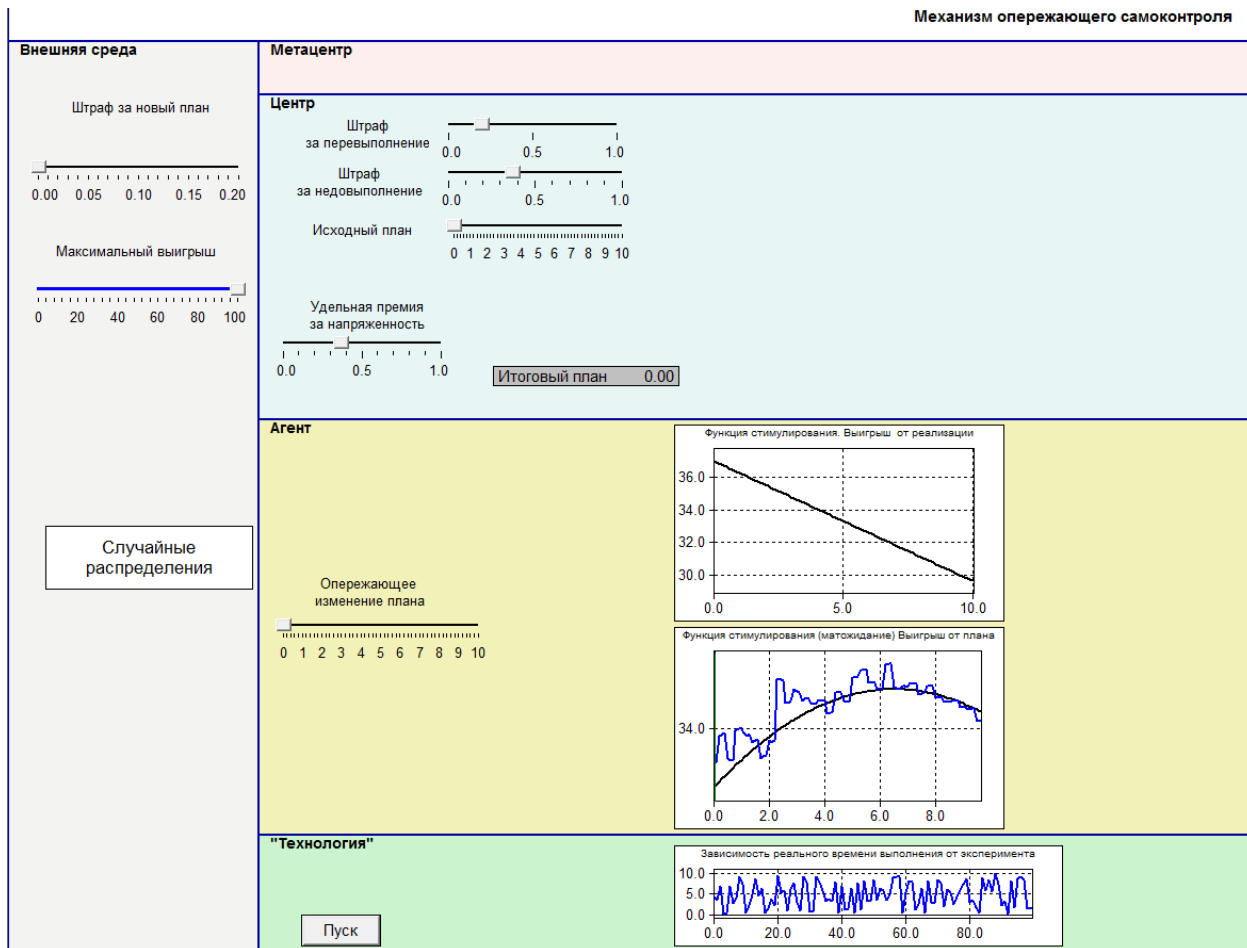 Механизм опережающего самоконтроля
Внешняя среда
Штраф за новый план
0.00 0.05 0.10 0.15 0.20
Максимальный выигрыш
0 20 40 60 80 100
Случайные
распределения
Метацентр
Центр
Штраф
за перевыполнение
0.0 0.5 1.0
Штраф
за недовыполнение
0.0 0.5 1.0
Исходный план
0 1 2 3 4 5 6 7 8 9 10
Удельная премия
за напряженность
0.0 0.5 1.0
Итоговый план 0.00
Агент
Опережающее
изменение плана
0 1 2 3 4 5 6 7 8 9 10
Функция стимулирования. Выигрыш от реализации
36.0
34.0
32.0
30.0
0.0 5.0 10.0
Функция стимулирования (матожидание) Выигрыш от плана
34.0
0.0 2.0 4.0 6.0 8.0
"Технология"
Пуск
Зависимость реального времени выполнения от эксперимента
10.0
5.0
0.0
0.0 20.0 40.0 60.0 80.0